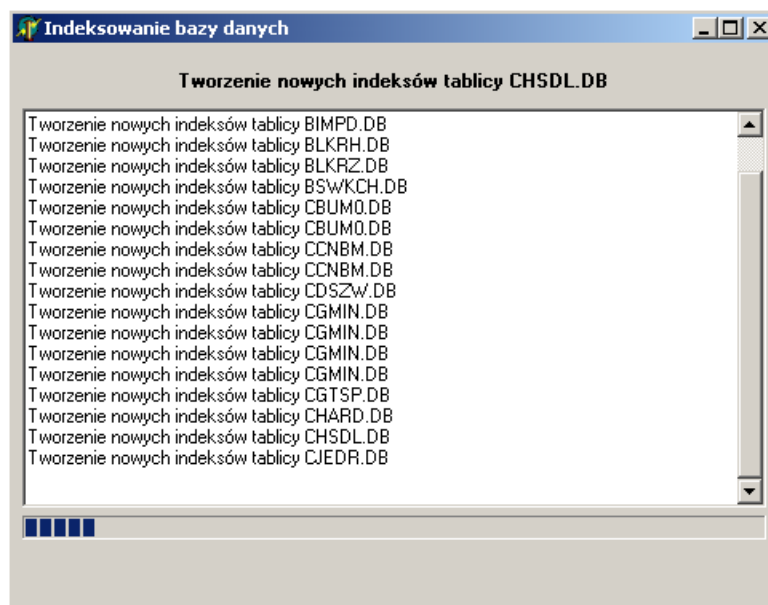 Indeksowanie bazy danych
Tworzenie nowych indeksów tablicy CHSDL.DB
Tworzenie nowych indeksów tablicy BIMPD.DB
Tworzenie nowych indeksów tablicy BLKRH.DB
Tworzenie nowych indeksów tablicy BLKRZ.DB
Tworzenie nowych indeksów tablicy BSWKCH.DB
Tworzenie nowych indeksów tablicy CBUM0.DB
Tworzenie nowych indeksów tablicy CBUM0.DB
Tworzenie nowych indeksów tablicy CCNBM.DB
Tworzenie nowych indeksów tablicy CCNBM.DB
Tworzenie nowych indeksów tablicy CDSZW.DB
Tworzenie nowych indeksów tablicy CGMIN.DB
Tworzenie nowych indeksów tablicy CGMIN.DB
Tworzenie nowych indeksów tablicy CGMIN.DB
Tworzenie nowych indeksów tablicy CGMIN.DB
Tworzenie nowych indeksów tablicy CGTSP.DB
Tworzenie nowych indeksów tablicy CHARD.DB
Tworzenie nowych indeksów tablicy CHSDL.DB
Tworzenie nowych indeksów tablicy CJEDR.DB